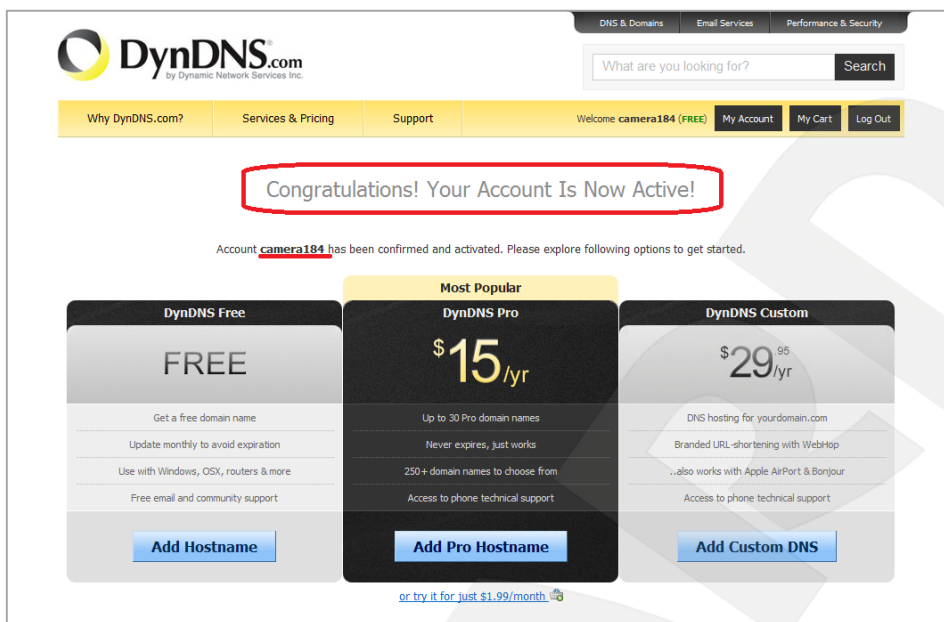 DNS & Domains Email Services Performance & Security
DynDNS.com
by Dynamic Network Services Inc.
What are you looking for? Search
Why DynDNS.com? Services & Pricing Support Welcome camera184 (FREE) My Account My Cart Log Out
Congratulations! Your Account Is Now Active!
Account camera184 has been confirmed and activated. Please explore following options to get started.
Most Popular
DynDNS Free DynDNS Pro DynDNS Custom
FREE $15/yr $29.95/yr
Get a free domain name Up to 30 Pro domain names DNS hosting for yourdomain.com
Update monthly to avoid expiration Never expires, just works Branded URL-shortening with WebHop
Use with Windows, OSX, routers & more 250+ domain names to choose from ..also works with Apple AirPort & Bonjour
Free email and community support Access to phone technical support Access to phone technical support
Add Hostname Add Pro Hostname Add Custom DNS
or try it for just $1.99/month